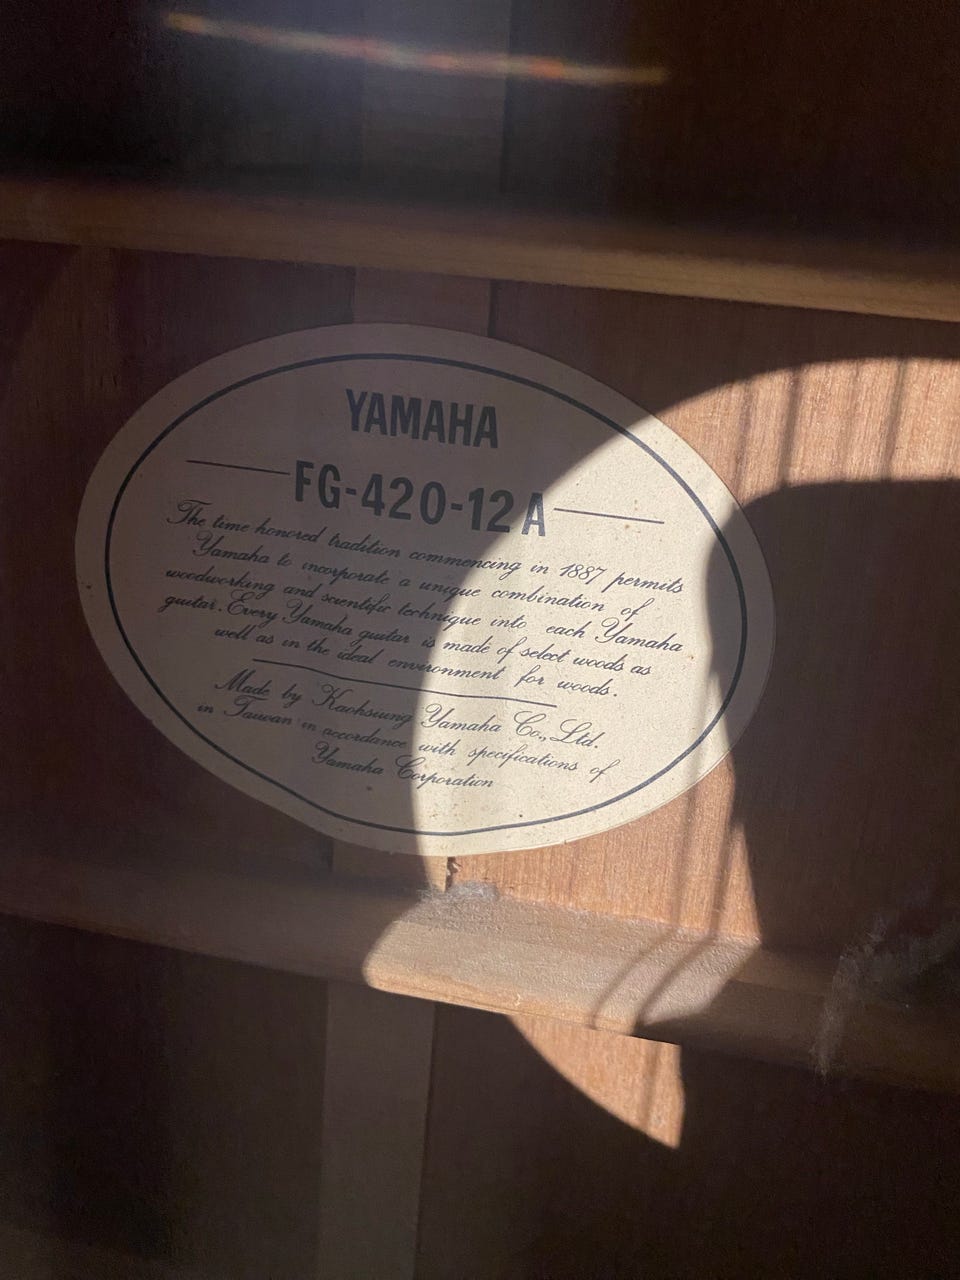 YAMAHA
FG-420-12A
The time honored tradition commencing in 1887 permits
Yamaha to incorporate a unique combination of
woodworking and scientific technique into each Yamaha
guitar. Every Yamaha guitar is made of select woods as
well as in the ideal environment for woods.
Made by Kaohsiung Yamaha Co., Ltd.
in Taiwan in accordance with specifications of
Yamaha Corporation